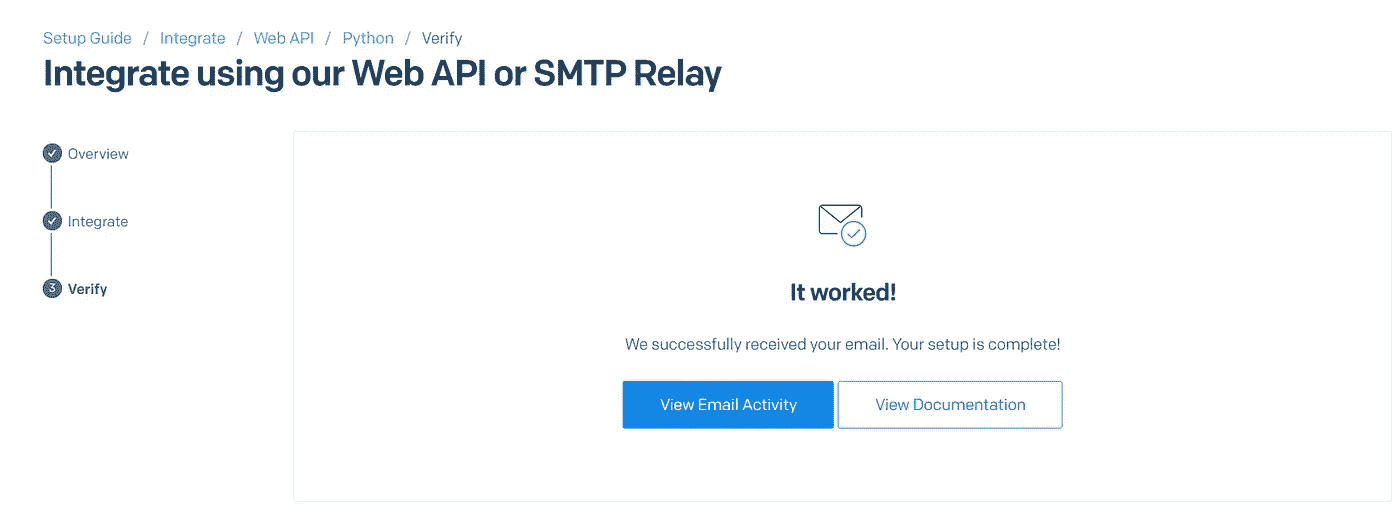 Setup Guide / Integrate / Web API / Python / Verify
Integrate using our Web API or SMTP Relay
Overview
Integrate
3 Verify
It worked!
We successfully received your email. Your setup is complete!
View Email Activity View Documentation